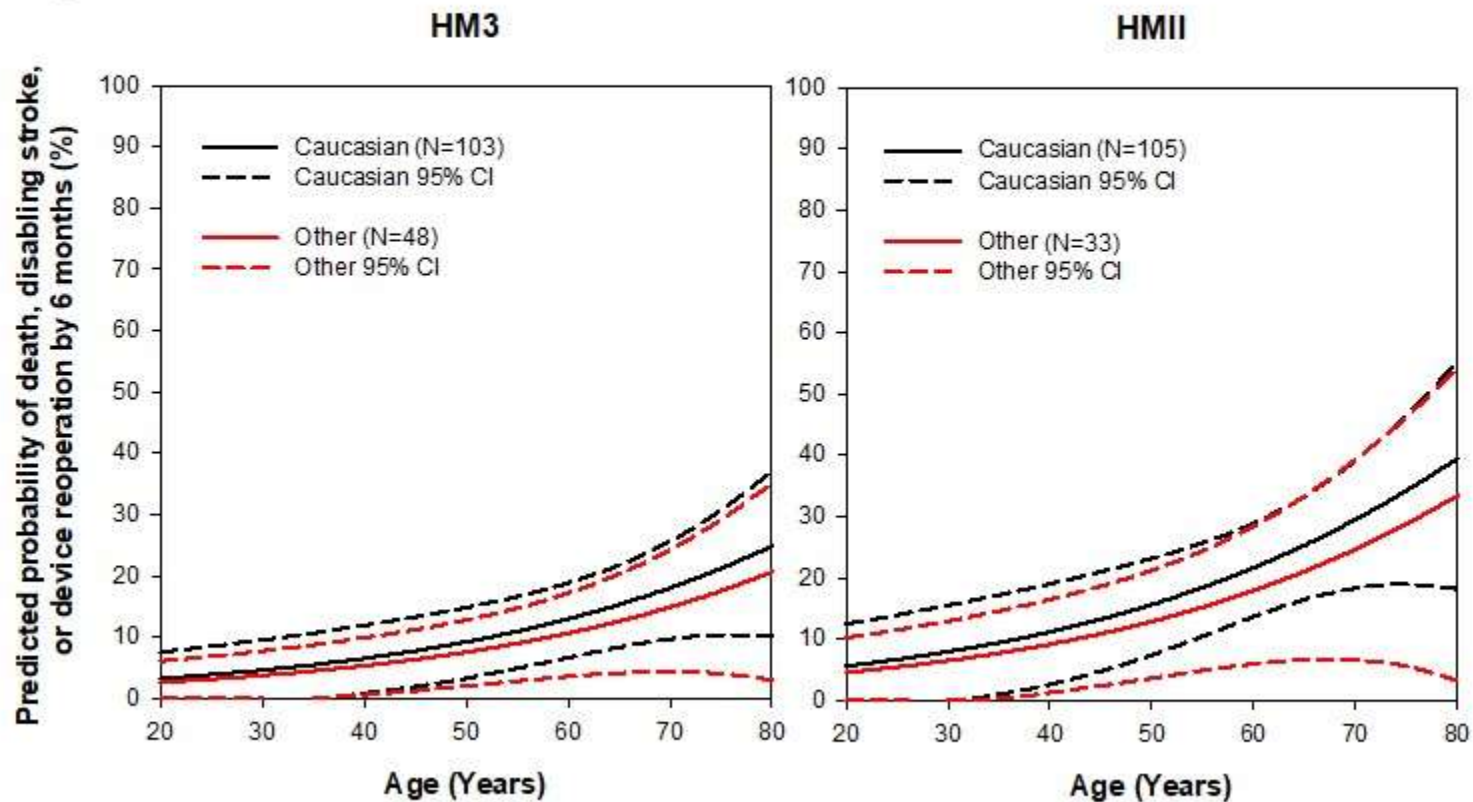 HM3
HMII
Predicted probability of death, disabling stroke,
or device reoperation by 6 months (%)
100
90
80
70
60
50
40
30
20
10
0
Caucasian (N=103)
Caucasian 95% CI
Other (N=48)
Other 95% CI
20 30 40 50 60 70 80
Age (Years)
100
90
80
70
60
50
40
30
20
10
0
Caucasian (N=105)
Caucasian 95% CI
Other (N=33)
Other 95% CI
20 30 40 50 60 70 80
Age (Years)